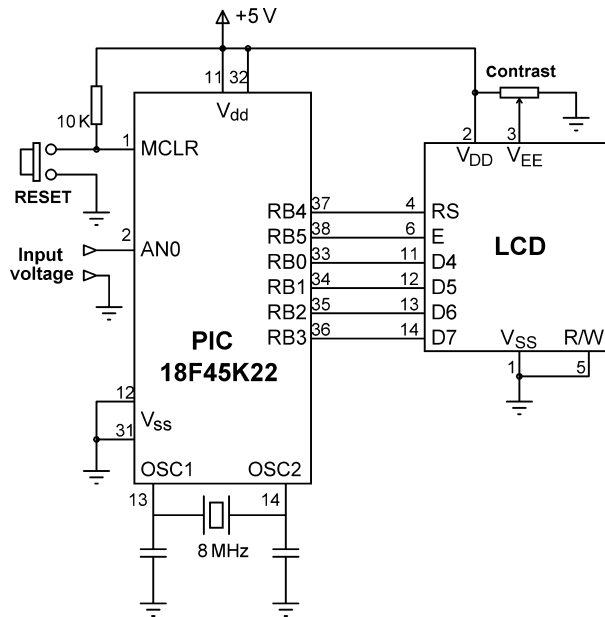 +5 V
11 32
Vdd
Contrast
10 K
1 MCLR
RESET
2 3
VDD VEE
Input
voltage
2 AN0
RB4 37 4 RS
RB5 38 6 E
RB0 33 11 D4
RB1 34 12 D5
RB2 35 13 D6
RB3 36 14 D7
LCD
PIC
18F45K22
VSS R/W
1 5
12
Vss
31
OSC1 OSC2
13 14
8 MHz